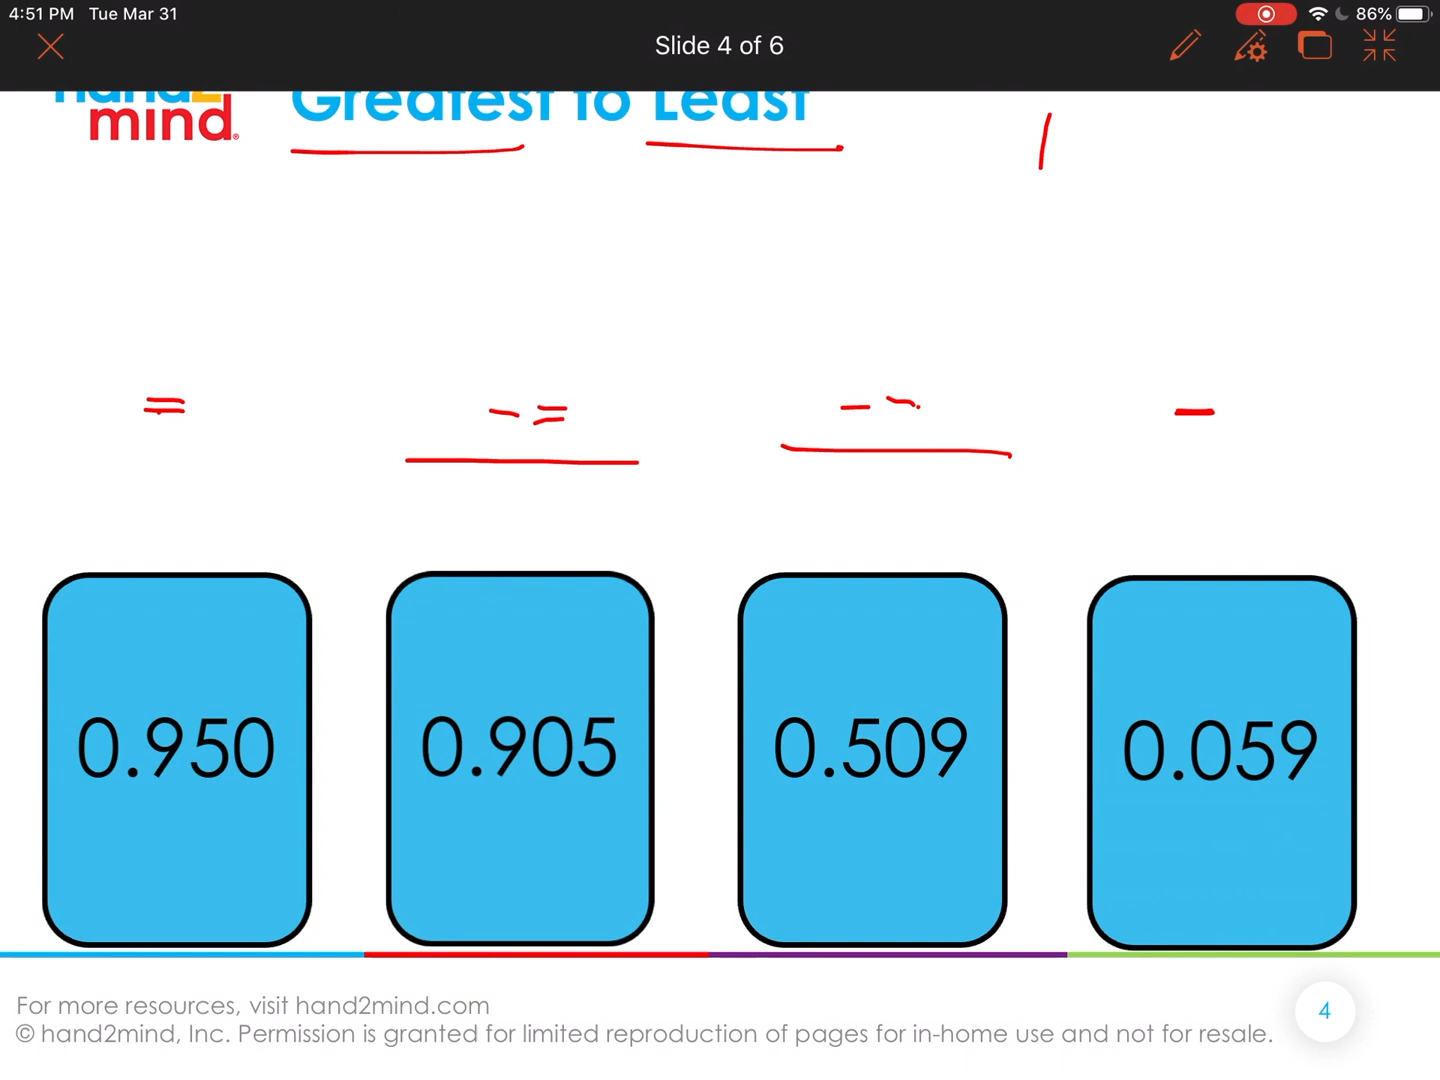 4:51 PM Tue Mar 31
86%
Slide 4 of 6
hand2
mind®
Greatest to Least
0.950
0.905
0.509
0.059
For more resources, visit hand2mind.com
© hand2mind, Inc. Permission is granted for limited reproduction of pages for in-home use and not for resale.
4